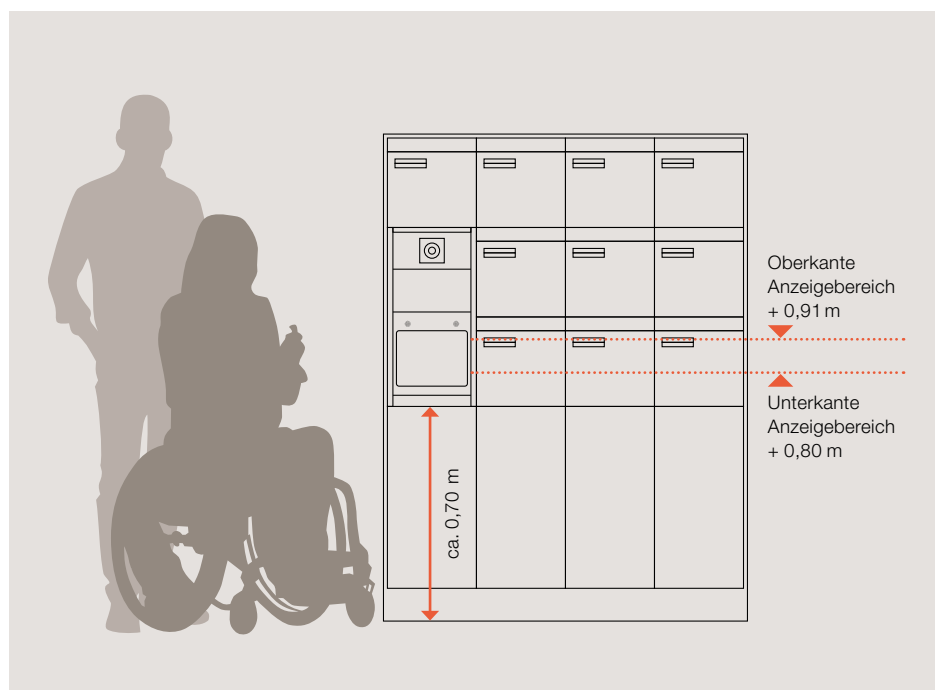 Oberkante
Anzeigebereich
+ 0,91 m
Unterkante
Anzeigebereich
+ 0,80 m
ca. 0,70 m